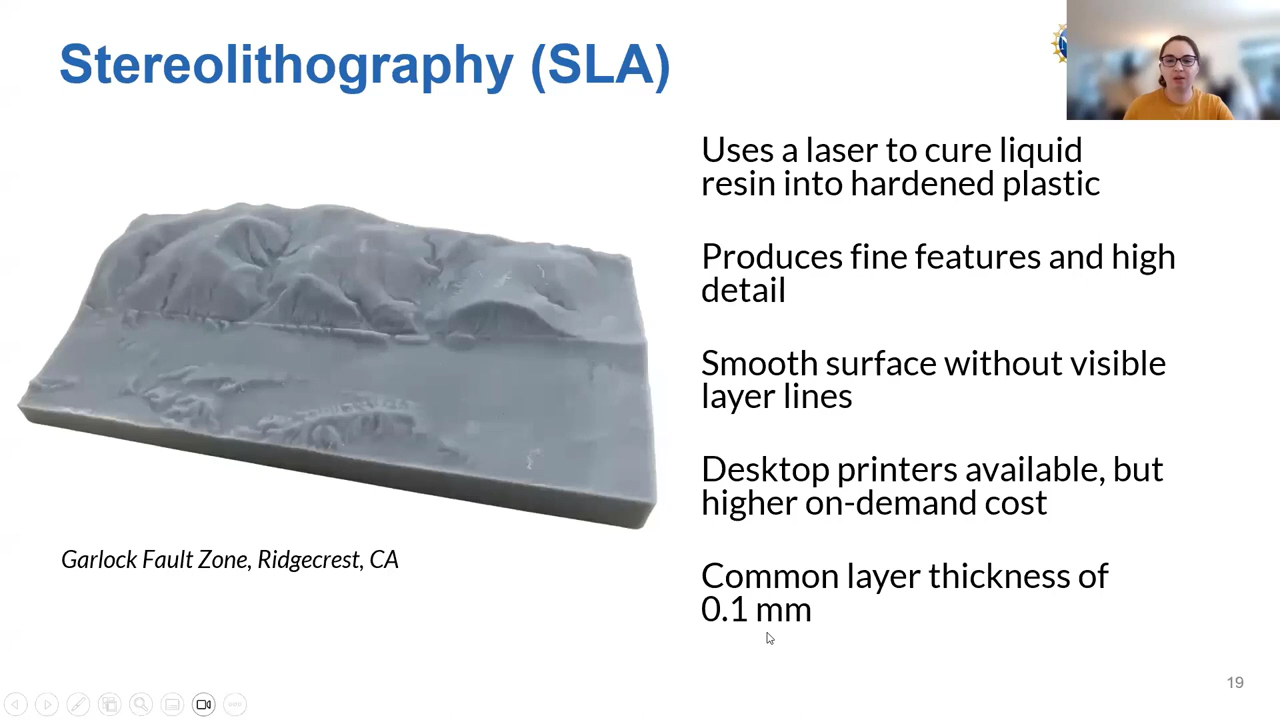 Stereolithography (SLA)
Uses a laser to cure liquid
resin into hardened plastic
Produces fine features and high
detail
Smooth surface without visible
layer lines
Desktop printers available, but
higher on-demand cost
Common layer thickness of
0.1 mm
Garlock Fault Zone, Ridgecrest, CA
19